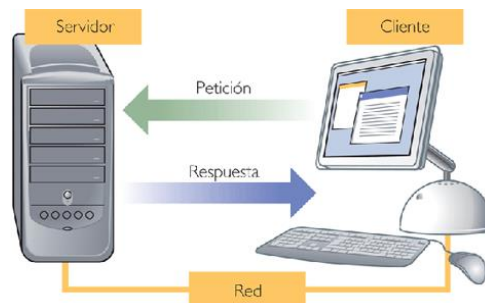 Servidor
Cliente
Petición
Respuesta
Red